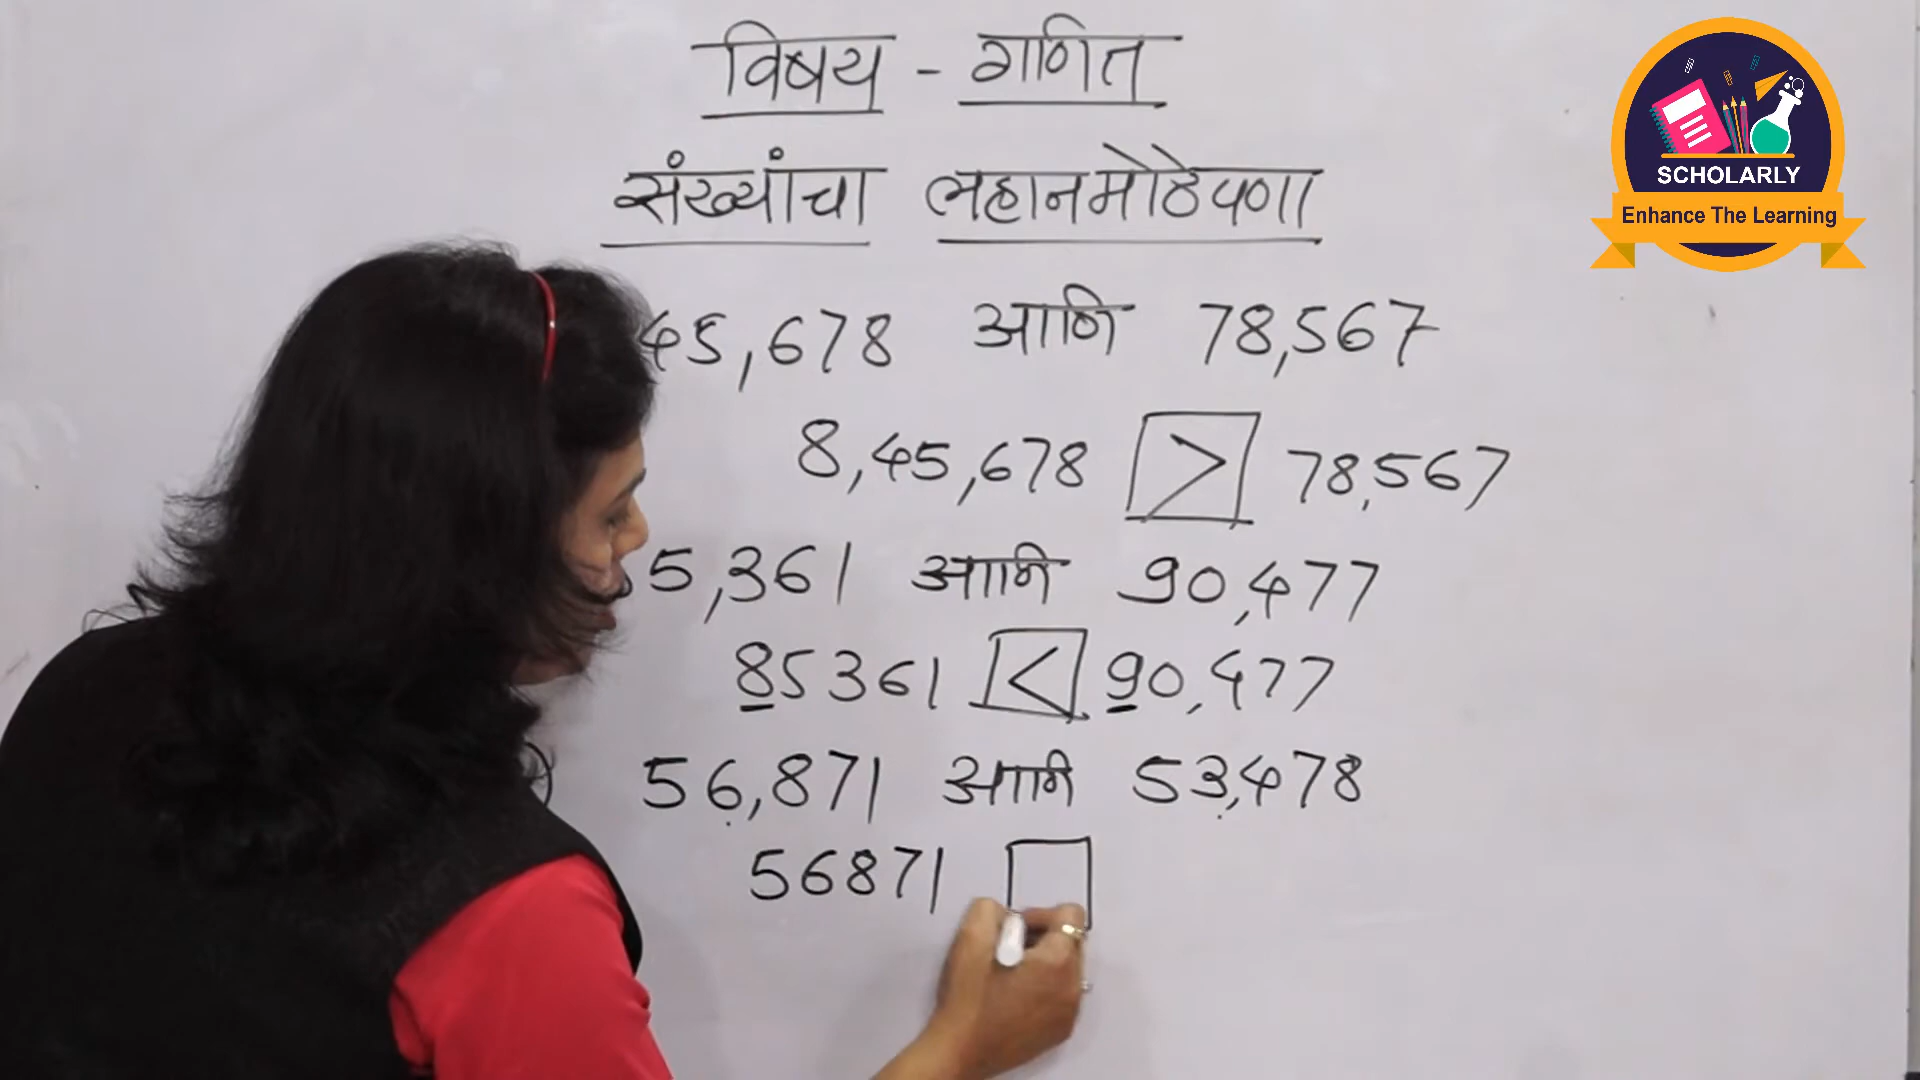 विषय - गणित
संख्यांचा लहानमोठेपणा
45,678 आणि 78,567
8,45,678 > 78,567
5,361 आणि 90,477
85361 < 90,477
56,871 आणि 53,478
56871
SCHOLARLY
Enhance The Learning